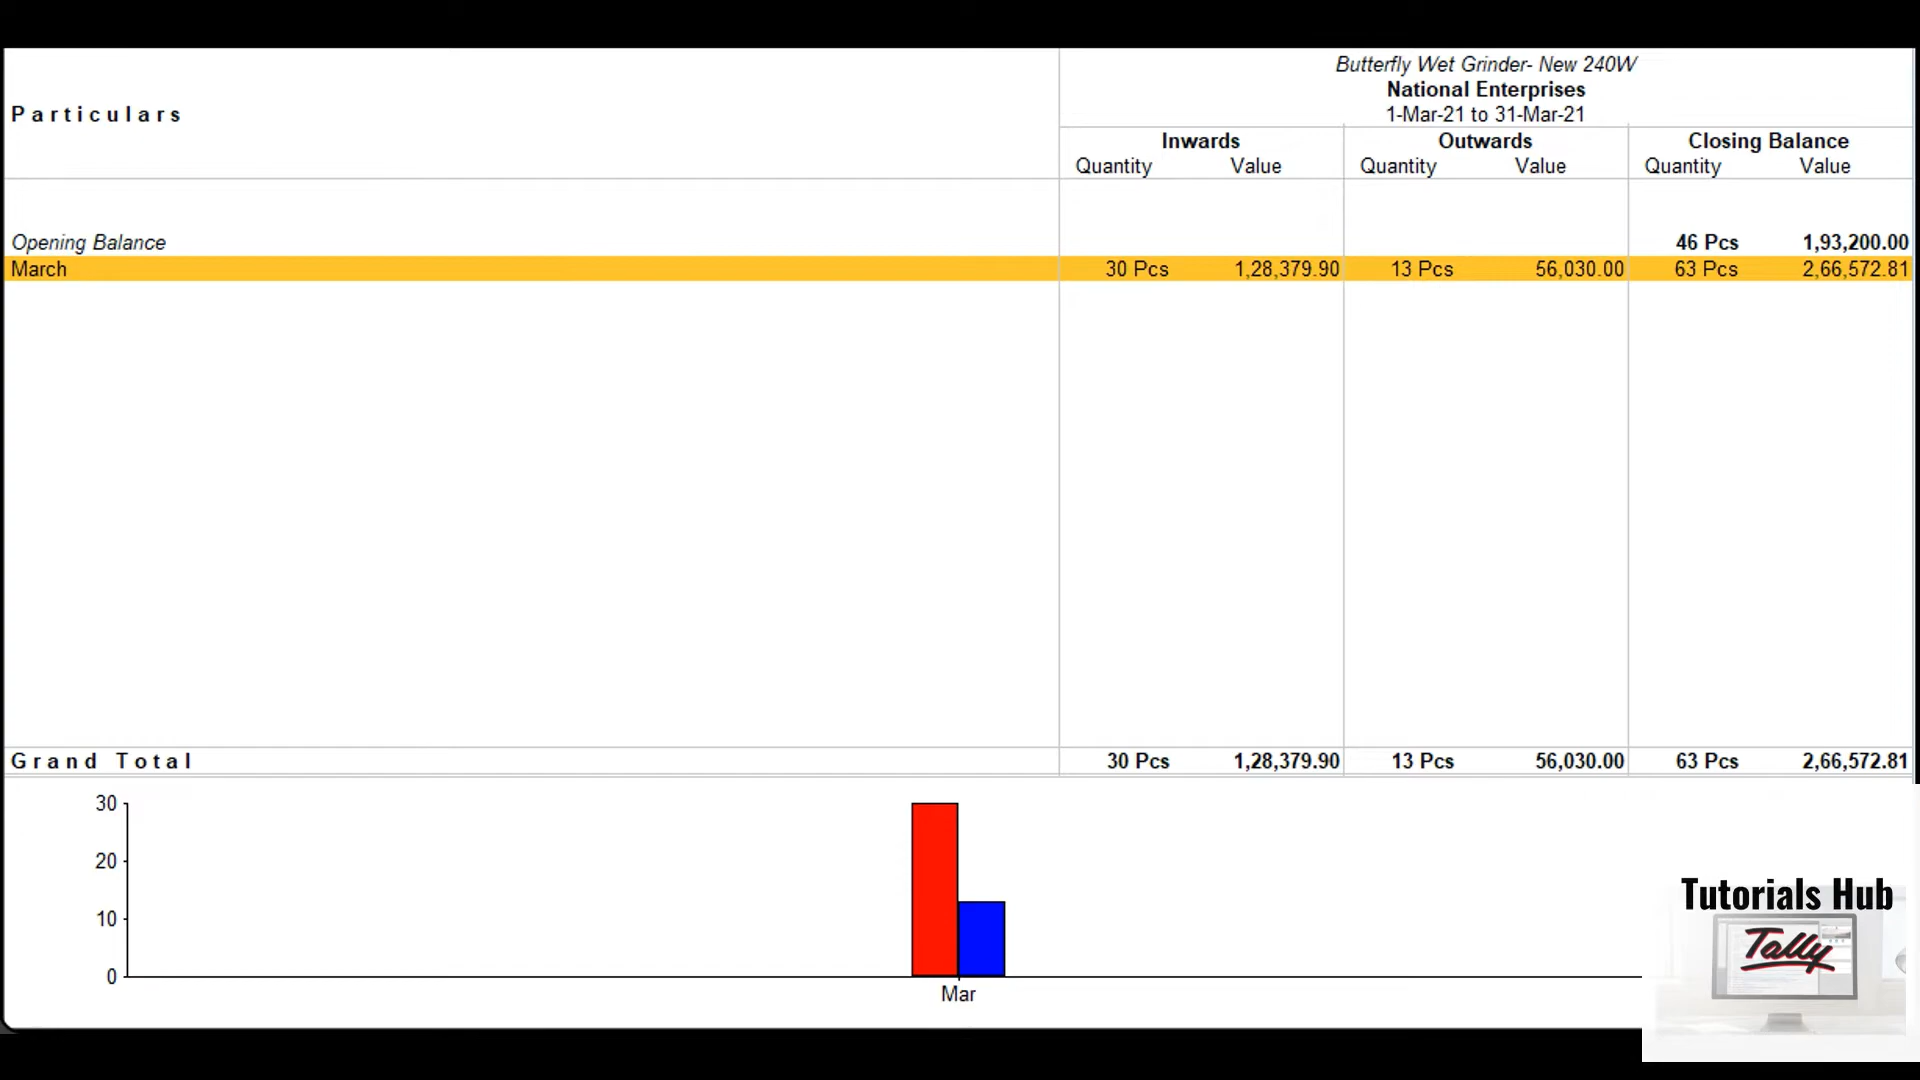 Butterfly Wet Grinder- New 240W
National Enterprises
Particulars
1-Mar-21 to 31-Mar-21
Inwards Outwards Closing Balance
Quantity Value Quantity Value Quantity Value
Opening Balance 46 Pcs 1,93,200.00
March 30 Pcs 1,28,379.90 13 Pcs 56,030.00 63 Pcs 2,66,572.81
Grand Total 30 Pcs 1,28,379.90 13 Pcs 56,030.00 63 Pcs 2,66,572.81
30
20
10
0
Mar
Tutorials Hub
Tally